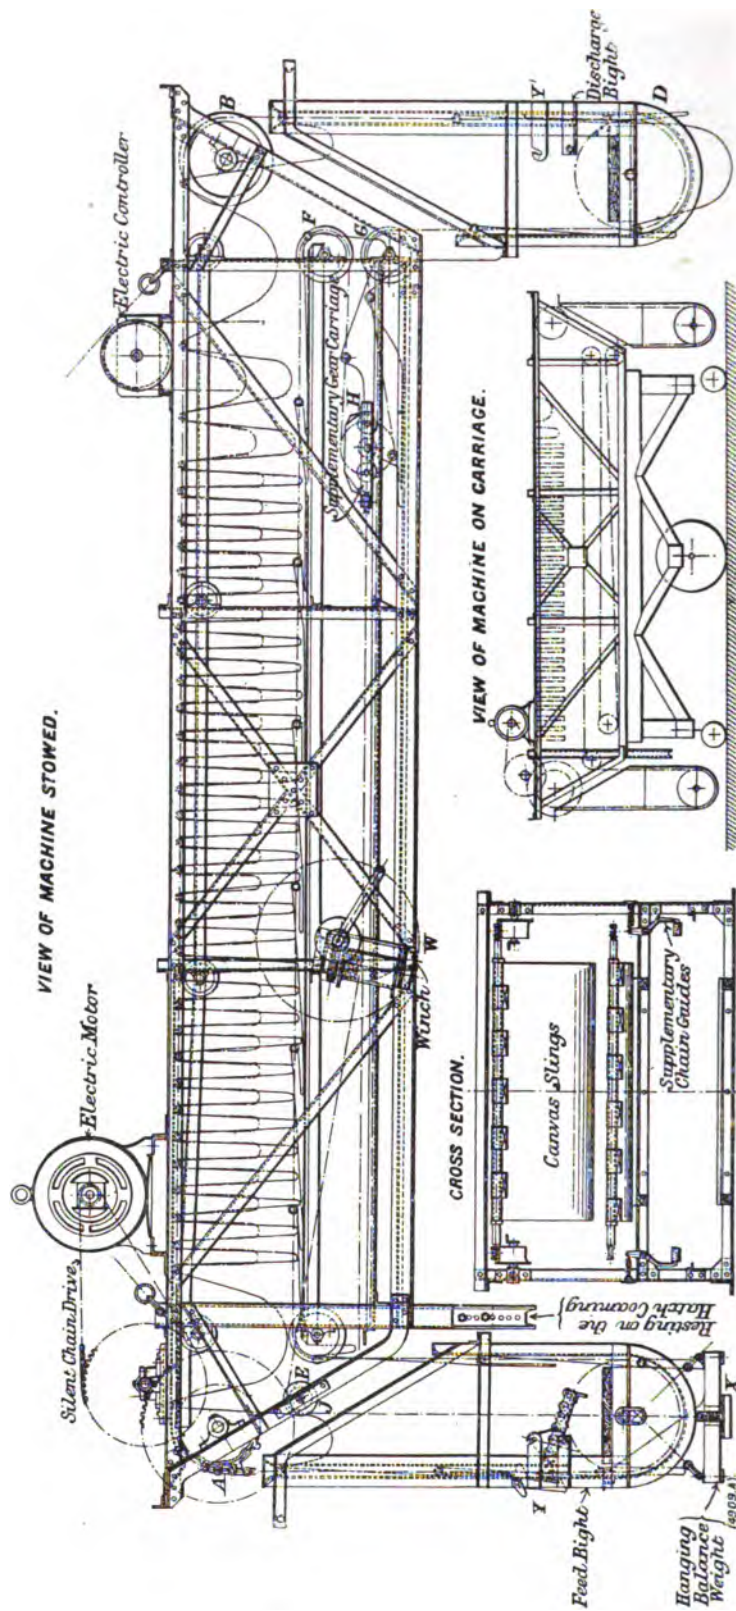 VIEW OF MACHINE STOWED.
Silent Chain Drive
Electric Motor
Electric Controller
A
E
B
F
G
H
Supplementary Gear Carriage
Winch
W
Resting on the
Hatch Coaming
Feed Bight
Y
X
Hanging
Balance
Weight
Discharge
Bight
Y'
D
CROSS SECTION.
Canvas Slings
Supplementary
Chain Guides
VIEW OF MACHINE ON CARRIAGE.